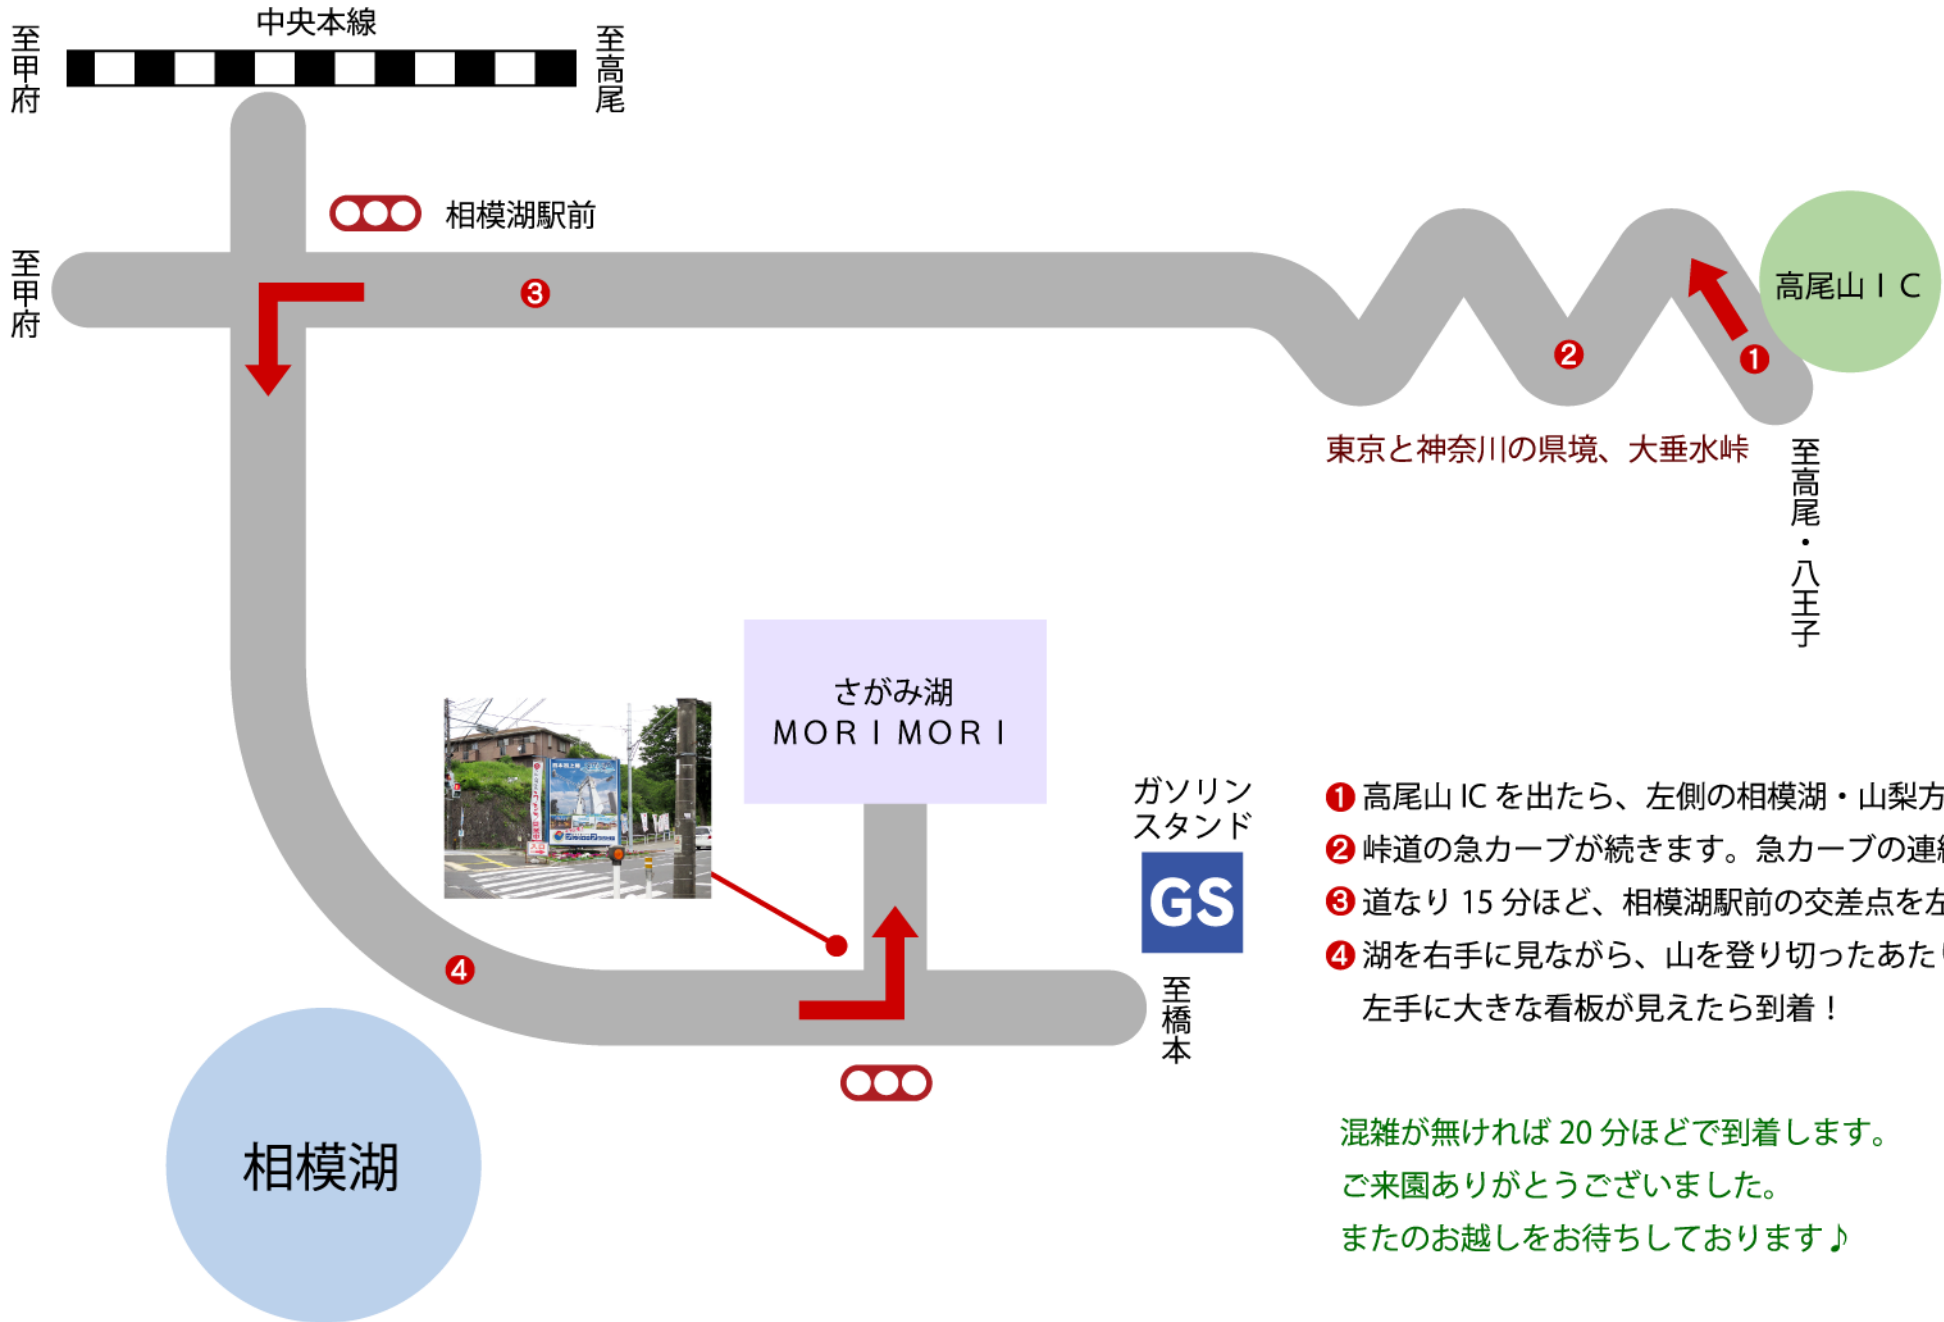 中央本線
至甲府
至高尾
相模湖駅前
至甲府
高尾山ＩＣ
東京と神奈川の県境、大垂水峠
至高尾・八王子
さがみ湖
ＭＯＲＩＭＯＲＩ
ガソリン
スタンド
GS
至橋本
相模湖
❶ 高尾山 IC を出たら、左側の相模湖・山梨方
❷ 峠道の急カーブが続きます。急カーブの連
❸ 道なり 15 分ほど、相模湖駅前の交差点を左
❹ 湖を右手に見ながら、山を登り切ったあたり
左手に大きな看板が見えたら到着！
混雑が無ければ 20 分ほどで到着します。
ご来園ありがとうございました。
またのお越しをお待ちしております♪
❶
❷
❸
❹
入口